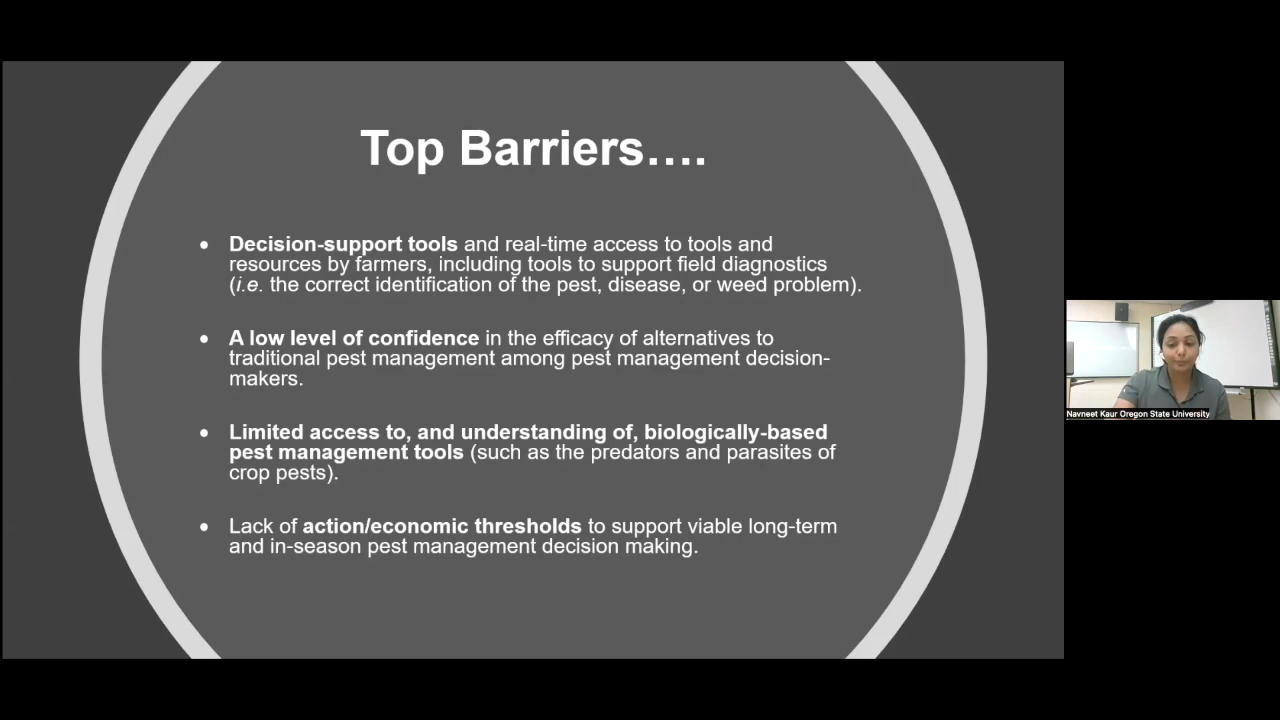 Top Barriers....
• Decision-support tools and real-time access to tools and
resources by farmers, including tools to support field diagnostics
(i.e. the correct identification of the pest, disease, or weed problem).
• A low level of confidence in the efficacy of alternatives to
traditional pest management among pest management decision-
makers.
• Limited access to, and understanding of, biologically-based
pest management tools (such as the predators and parasites of
crop pests).
• Lack of action/economic thresholds to support viable long-term
and in-season pest management decision making.
Navneet Kaur Oregon State University